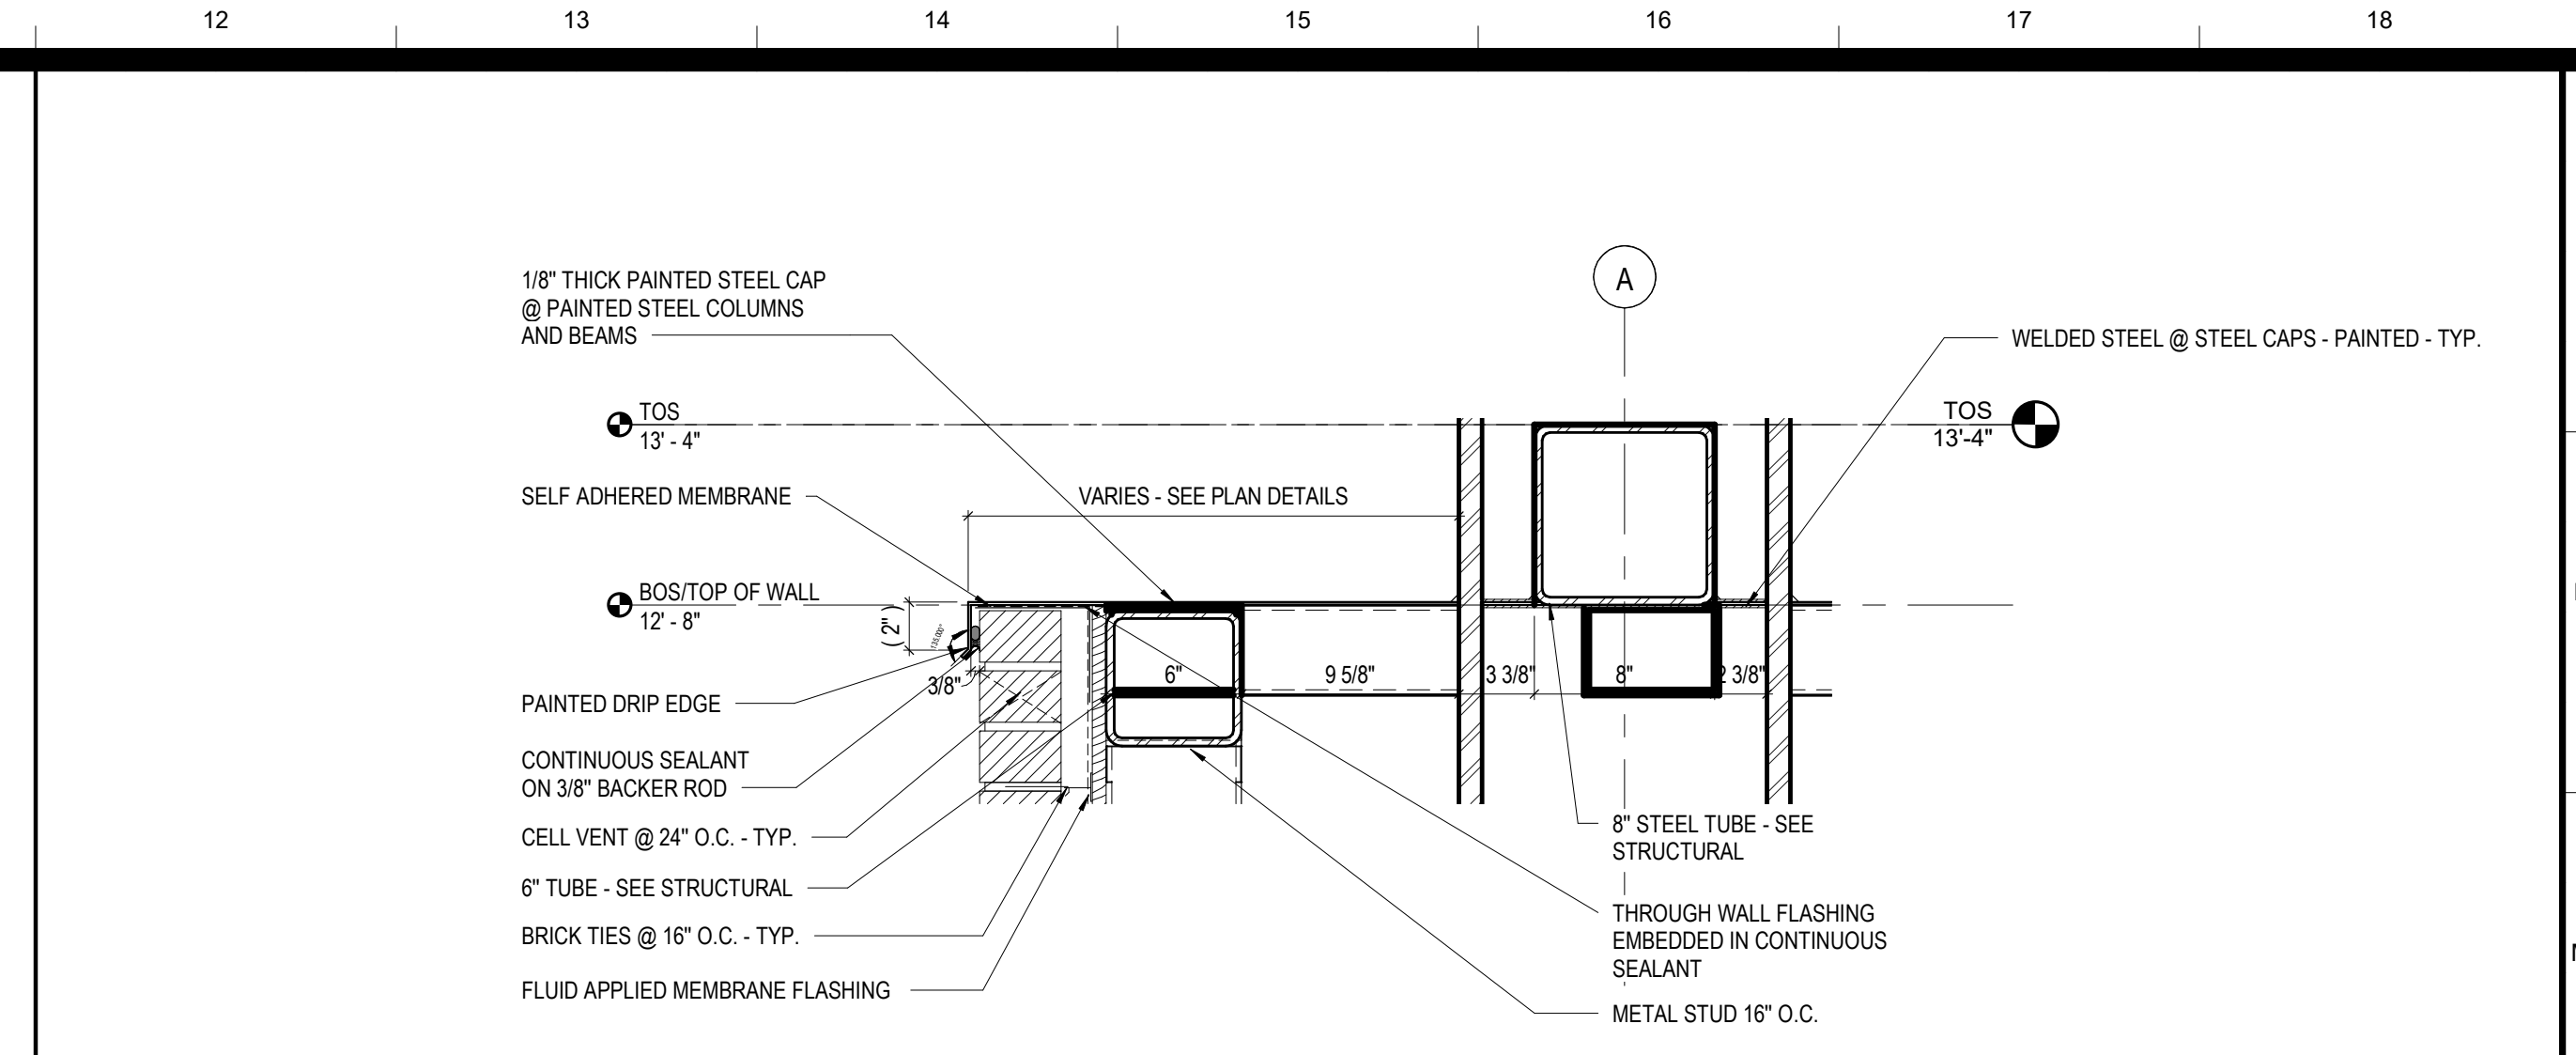 12 13 14 15 16 17 18
1/8" THICK PAINTED STEEL CAP
@ PAINTED STEEL COLUMNS
AND BEAMS
A
WELDED STEEL @ STEEL CAPS - PAINTED - TYP.
TOS
13' - 4"
TOS
13'-4"
SELF ADHERED MEMBRANE
VARIES - SEE PLAN DETAILS
BOS/TOP OF WALL
12' - 8"
( 2" )
135.000°
3/8"
6"
9 5/8"
3 3/8"
8"
2 3/8"
PAINTED DRIP EDGE
CONTINUOUS SEALANT
ON 3/8" BACKER ROD
CELL VENT @ 24" O.C. - TYP.
6" TUBE - SEE STRUCTURAL
BRICK TIES @ 16" O.C. - TYP.
FLUID APPLIED MEMBRANE FLASHING
8" STEEL TUBE - SEE
STRUCTURAL
THROUGH WALL FLASHING
EMBEDDED IN CONTINUOUS
SEALANT
METAL STUD 16" O.C.